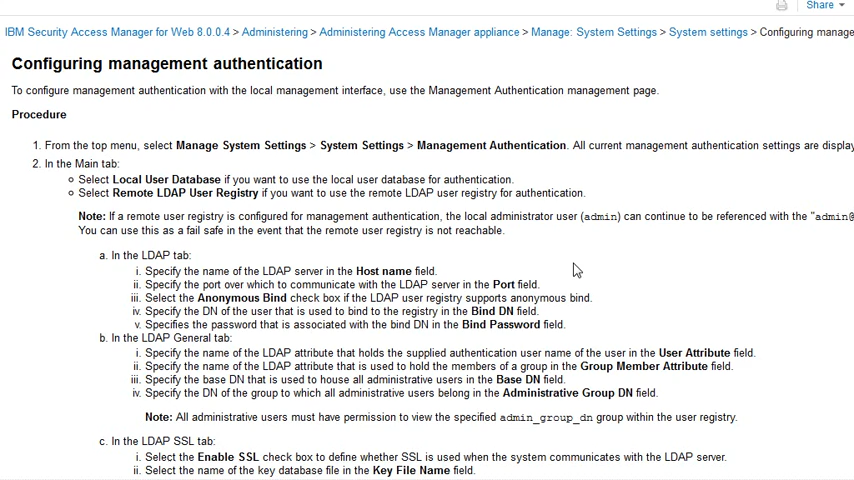 Share
IBM Security Access Manager for Web 8.0.0.4 > Administering > Administering Access Manager appliance > Manage: System Settings > System settings > Configuring manage
Configuring management authentication
To configure management authentication with the local management interface, use the Management Authentication management page.
Procedure
1. From the top menu, select Manage System Settings > System Settings > Management Authentication. All current management authentication settings are display
2. In the Main tab:
Select Local User Database if you want to use the local user database for authentication.
Select Remote LDAP User Registry if you want to use the remote LDAP user registry for authentication.
Note: If a remote user registry is configured for management authentication, the local administrator user (admin) can continue to be referenced with the "admin@
You can use this as a fail safe in the event that the remote user registry is not reachable.
a. In the LDAP tab:
i. Specify the name of the LDAP server in the Host name field.
ii. Specify the port over which to communicate with the LDAP server in the Port field.
iii. Select the Anonymous Bind check box if the LDAP user registry supports anonymous bind.
iv. Specify the DN of the user that is used to bind to the registry in the Bind DN field.
v. Specifies the password that is associated with the bind DN in the Bind Password field.
b. In the LDAP General tab:
i. Specify the name of the LDAP attribute that holds the supplied authentication user name of the user in the User Attribute field.
ii. Specify the name of the LDAP attribute that is used to hold the members of a group in the Group Member Attribute field.
iii. Specify the base DN that is used to house all administrative users in the Base DN field.
iv. Specify the DN of the group to which all administrative users belong in the Administrative Group DN field.
Note: All administrative users must have permission to view the specified admin_group_dn group within the user registry.
c. In the LDAP SSL tab:
i. Select the Enable SSL check box to define whether SSL is used when the system communicates with the LDAP server.
ii. Select the name of the key database file in the Key File Name field.